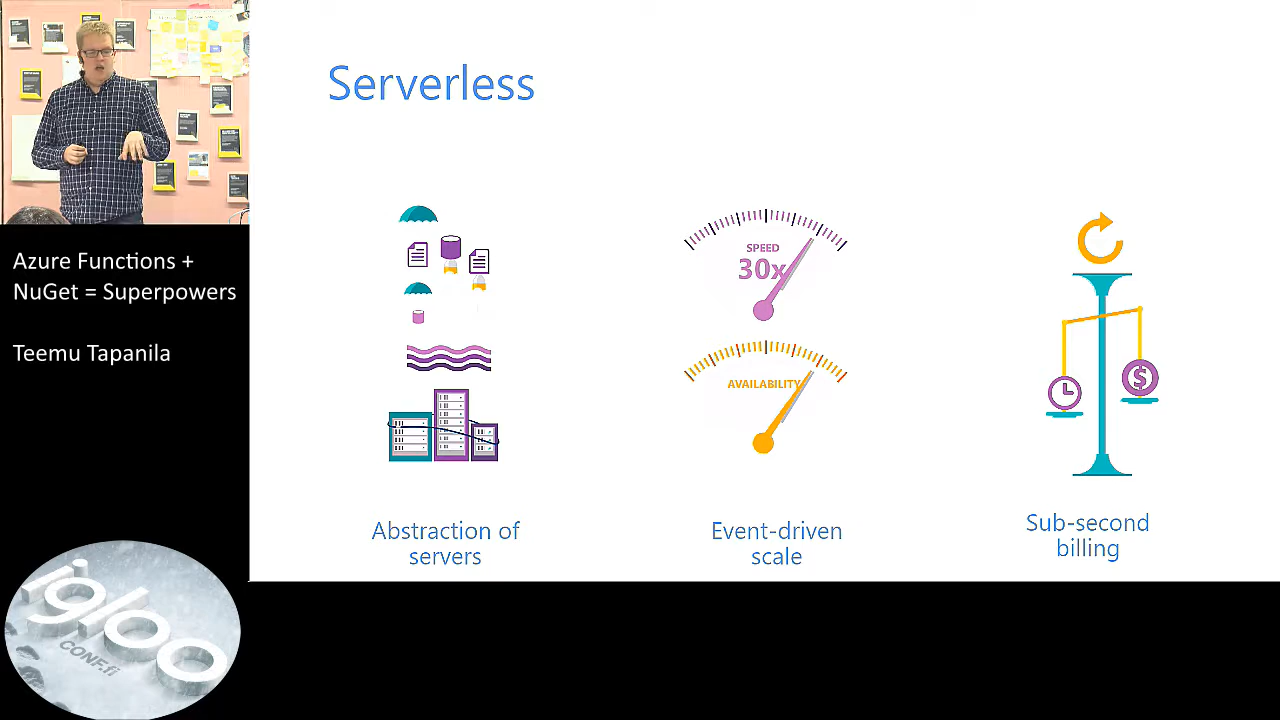 Serverless
SPEED
30x
AVAILABILITY
$
Abstraction of
servers
Event-driven
scale
Sub-second
billing
Azure Functions +
NuGet = Superpowers
Teemu Tapanila
igloo
CONF.fi